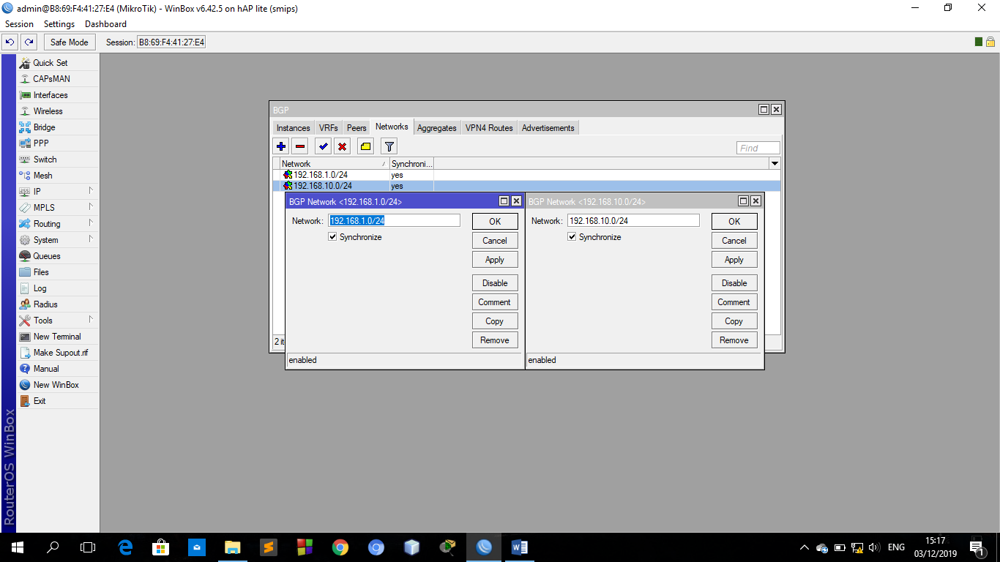 admin@B8:69:F4:41:27:E4 (MikroTik) - WinBox v6.42.5 on hAP lite (smips)
Session Settings Dashboard
Safe Mode Session: B8:69:F4:41:27:E4
Quick Set
CAPsMAN
Interfaces
Wireless
Bridge
PPP
Switch
Mesh
IP
MPLS
Routing
System
Queues
Files
Log
Radius
Tools
New Terminal
Make Supout.rif
Manual
New WinBox
Exit
RouterOS WinBox
BGP
Instances VRFs Peers Networks Aggregates VPN4 Routes Advertisements
Find
Network Synchroni...
192.168.1.0/24 yes
192.168.10.0/24 yes
2 it
BGP Network <192.168.1.0/24>
Network: 192.168.1.0/24 OK
Synchronize
Cancel
Apply
Disable
Comment
Copy
Remove
enabled
BGP Network <192.168.10.0/24>
Network: 192.168.10.0/24 OK
Synchronize
Cancel
Apply
Disable
Comment
Copy
Remove
enabled
ENG
15:17
03/12/2019
1